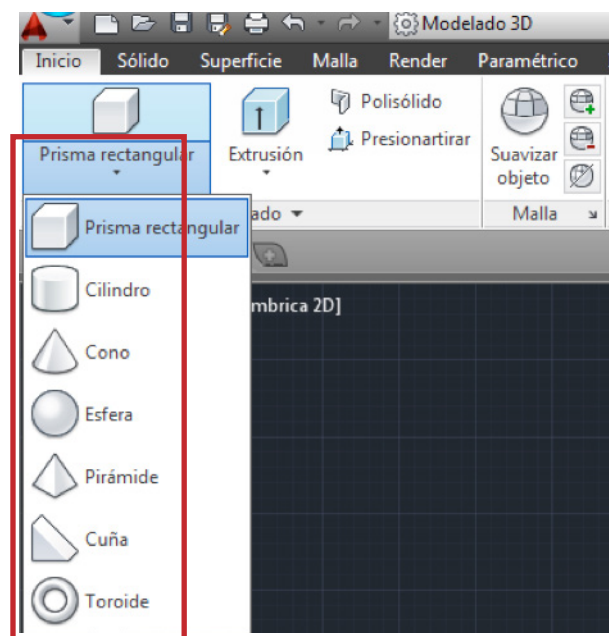 Modelado 3D
Inicio Sólido Superficie Malla Render Paramétrico
Prisma rectangular
Extrusión
Polisólido
Presionartirar
Suavizar
objeto
ado
Malla
Prisma rectangular
Cilindro
mbrica 2D]
Cono
Esfera
Pirámide
Cuña
Toroide